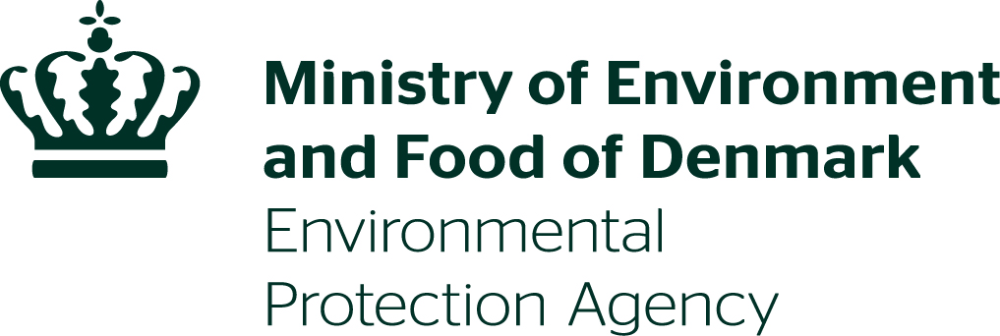 Ministry of Environment
and Food of Denmark
Environmental
Protection Agency